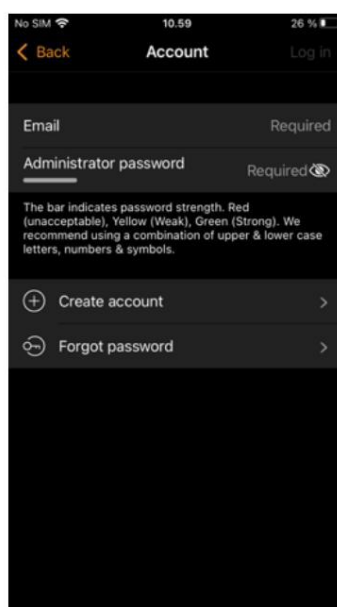 No SIM 10.59 26 %
Back Account Log in
Email Required
Administrator password Required
The bar indicates password strength. Red
(unacceptable), Yellow (Weak), Green (Strong). We
recommend using a combination of upper & lower case
letters, numbers & symbols.
Create account
Forgot password